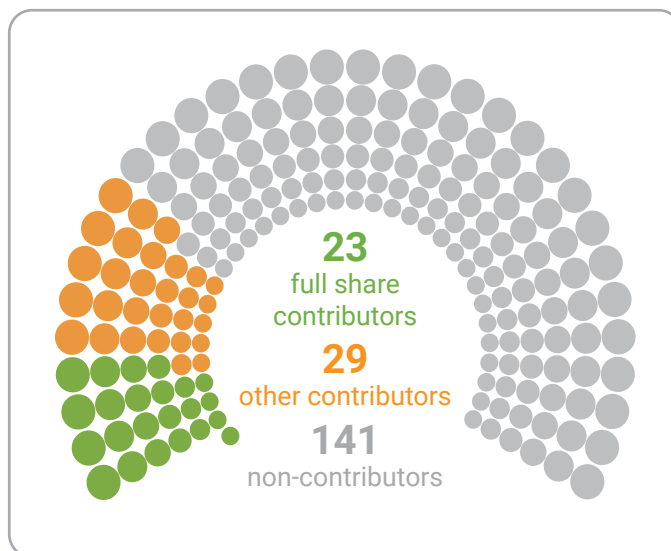 23
full share
contributors
29
other contributors
141
non-contributors